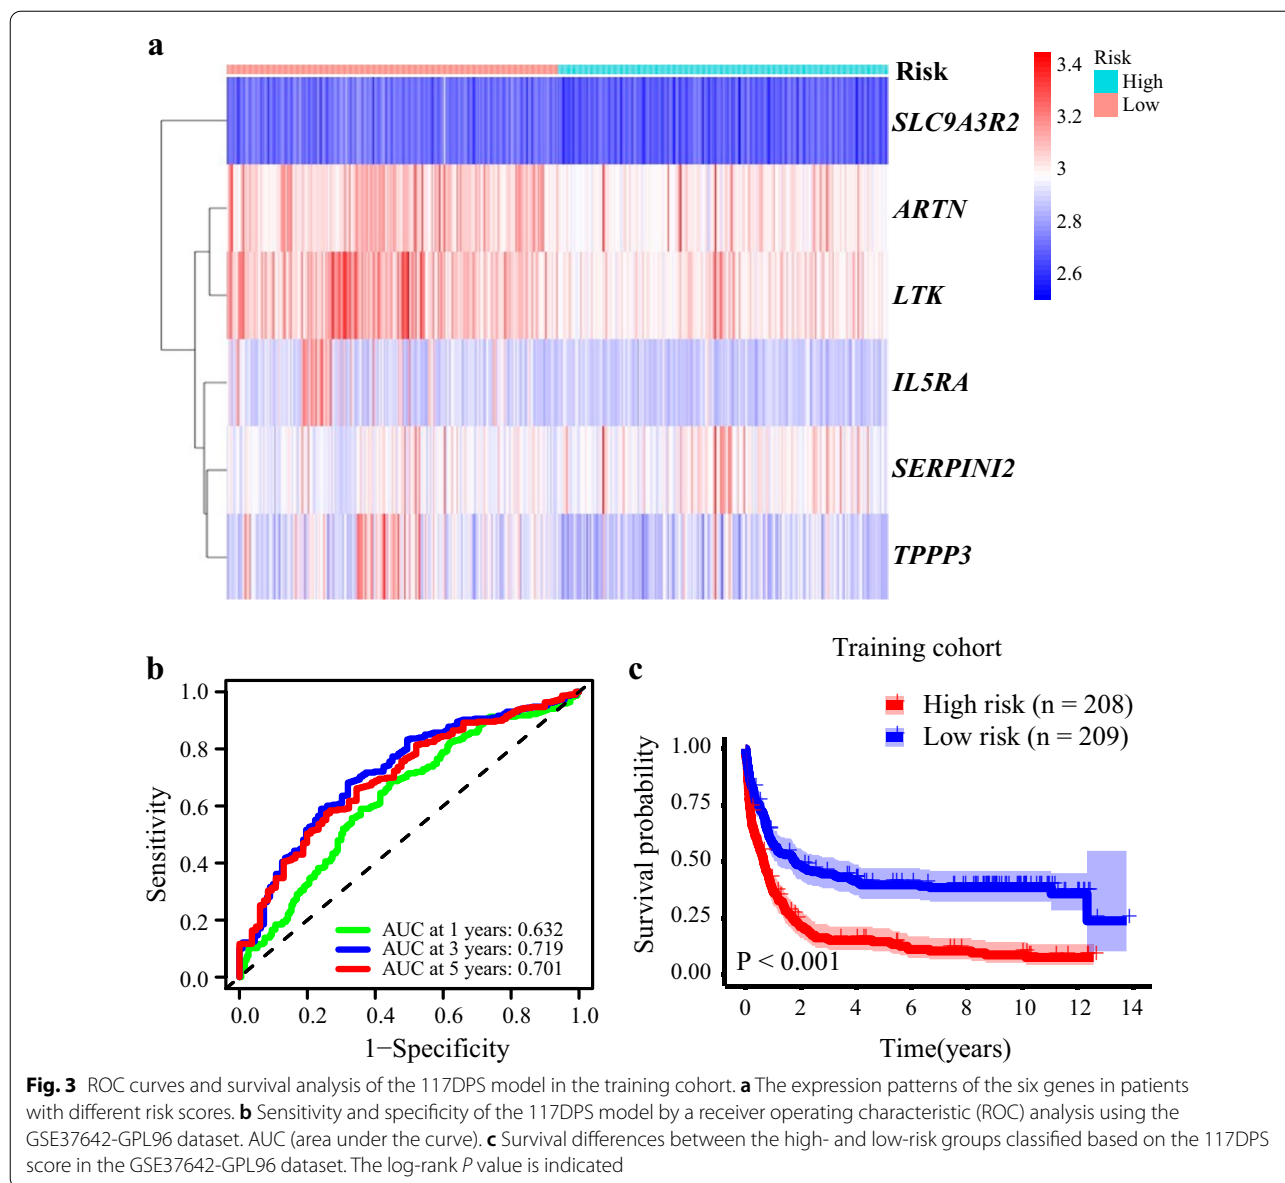 a
Risk
SLC9A3R2
ARTN
LTK
IL5RA
SERPINI2
TPPP3
3.4
3.2
3
2.8
2.6
Risk
High
Low
b
1.0
0.8
0.6
0.4
0.2
0.0
Sensitivity
AUC at 1 years: 0.632
AUC at 3 years: 0.719
AUC at 5 years: 0.701
0.0 0.2 0.4 0.6 0.8 1.0
1−Specificity
c
Training cohort
High risk (n = 208)
Low risk (n = 209)
1.00
0.75
0.50
0.25
0.00
Survival probability
P < 0.001
0 2 4 6 8 10 12 14
Time(years)
Fig. 3 ROC curves and survival analysis of the 117DPS model in the training cohort. a The expression patterns of the six genes in patients
with different risk scores. b Sensitivity and specificity of the 117DPS model by a receiver operating characteristic (ROC) analysis using the
GSE37642-GPL96 dataset. AUC (area under the curve). c Survival differences between the high- and low-risk groups classified based on the 117DPS
score in the GSE37642-GPL96 dataset. The log-rank P value is indicated